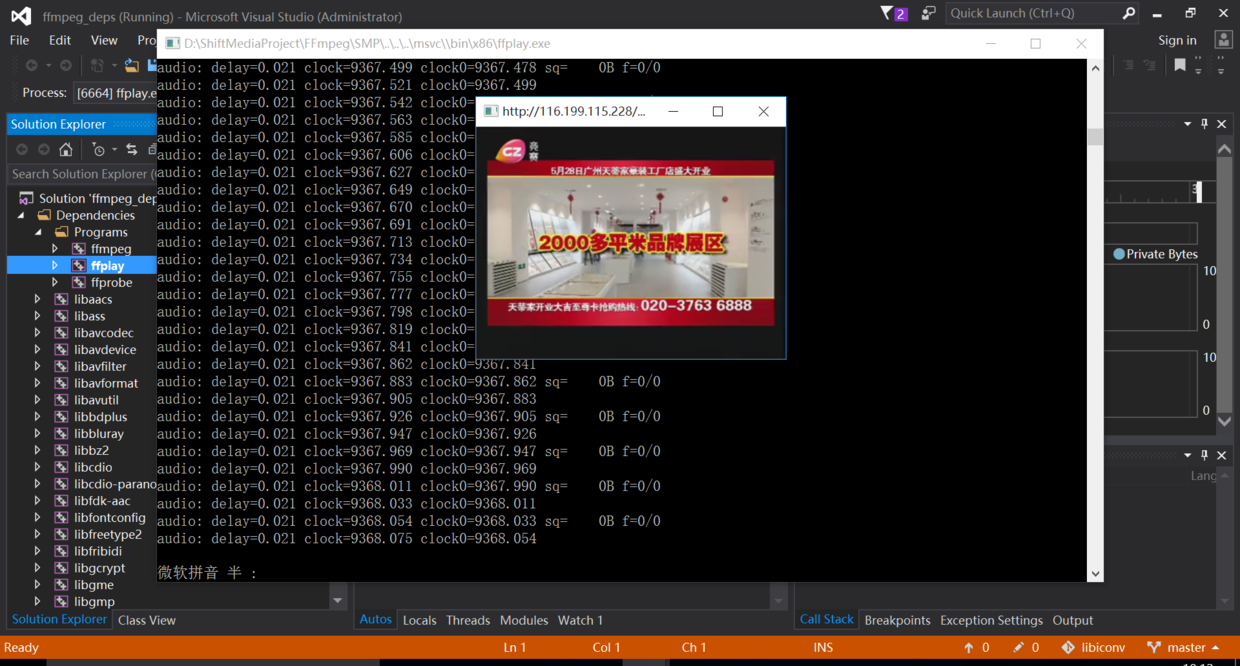 ffmpeg_deps (Running) - Microsoft Visual Studio (Administrator)
2
Quick Launch (Ctrl+Q)
File Edit View Pro
Sign in
D:\ShiftMediaProject\FFmpeg\SMP\..\..\..\msvc\\bin\x86\ffplay.exe
Process: [6664] ffplay.e
Solution Explorer
Search Solution Explorer (
Solution 'ffmpeg_dep
Dependencies
Programs
ffmpeg
ffplay
ffprobe
libaacs
libass
libavcodec
libavdevice
libavfilter
libavformat
libavutil
libbdplus
libbluray
libbz2
libcdio
libcdio-parano
libfdk-aac
libfontconfig
libfreetype2
libfribidi
libgcrypt
libgme
libgmp
Solution Explorer Class View
audio: delay=0.021 clock=9367.499 clock0=9367.478 sq= 0B f=0/0
audio: delay=0.021 clock=9367.521 clock0=9367.499
audio: delay=0.021 clock=9367.542 clock0=
audio: delay=0.021 clock=9367.563 clock0=
audio: delay=0.021 clock=9367.585 clock0=
audio: delay=0.021 clock=9367.606 clock0=
audio: delay=0.021 clock=9367.627 clock0=
audio: delay=0.021 clock=9367.649 clock0=
audio: delay=0.021 clock=9367.670 clock0=
audio: delay=0.021 clock=9367.691 clock0=
audio: delay=0.021 clock=9367.713 clock0=
audio: delay=0.021 clock=9367.734 clock0=
audio: delay=0.021 clock=9367.755 clock0=
audio: delay=0.021 clock=9367.777 clock0=
audio: delay=0.021 clock=9367.798 clock0=
audio: delay=0.021 clock=9367.819 clock0=
audio: delay=0.021 clock=9367.841 clock0=
audio: delay=0.021 clock=9367.862 clock0=9367.841
audio: delay=0.021 clock=9367.883 clock0=9367.862 sq= 0B f=0/0
audio: delay=0.021 clock=9367.905 clock0=9367.883
audio: delay=0.021 clock=9367.926 clock0=9367.905 sq= 0B f=0/0
audio: delay=0.021 clock=9367.947 clock0=9367.926
audio: delay=0.021 clock=9367.969 clock0=9367.947 sq= 0B f=0/0
audio: delay=0.021 clock=9367.990 clock0=9367.969
audio: delay=0.021 clock=9368.011 clock0=9367.990 sq= 0B f=0/0
audio: delay=0.021 clock=9368.033 clock0=9368.011
audio: delay=0.021 clock=9368.054 clock0=9368.033 sq= 0B f=0/0
audio: delay=0.021 clock=9368.075 clock0=9368.054
微软拼音 半 :
http://116.199.115.228/...
GZ
亮
赛
5月28日广州天蒌家豪装工厂店盛大开业
2000多平米品牌展区
020-3763 6888
Private Bytes
10
0
10
0
Lang
Autos Locals Threads Modules Watch 1
Call Stack Breakpoints Exception Settings Output
Ready Ln 1 Col 1 Ch 1 INS 0 0 libiconv master